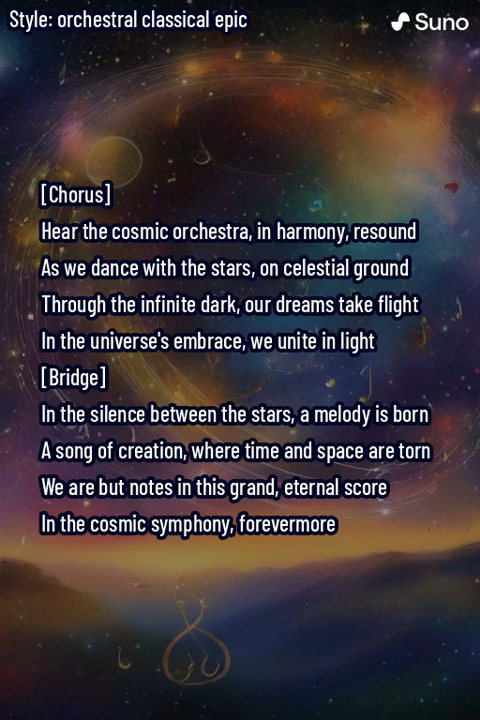 Style: orchestral classical epic
Suno
[Chorus]
Hear the cosmic orchestra, in harmony, resound
As we dance with the stars, on celestial ground
Through the infinite dark, our dreams take flight
In the universe's embrace, we unite in light
[Bridge]
In the silence between the stars, a melody is born
A song of creation, where time and space are torn
We are but notes in this grand, eternal score
In the cosmic symphony, forevermore